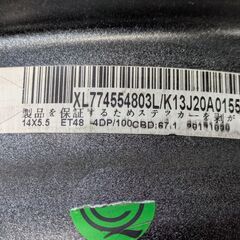 XL774554803L/K13J20A0155
製品を保証するためステッカーを剥が
14X5.5 ET48 4DP/100CBD:67.1